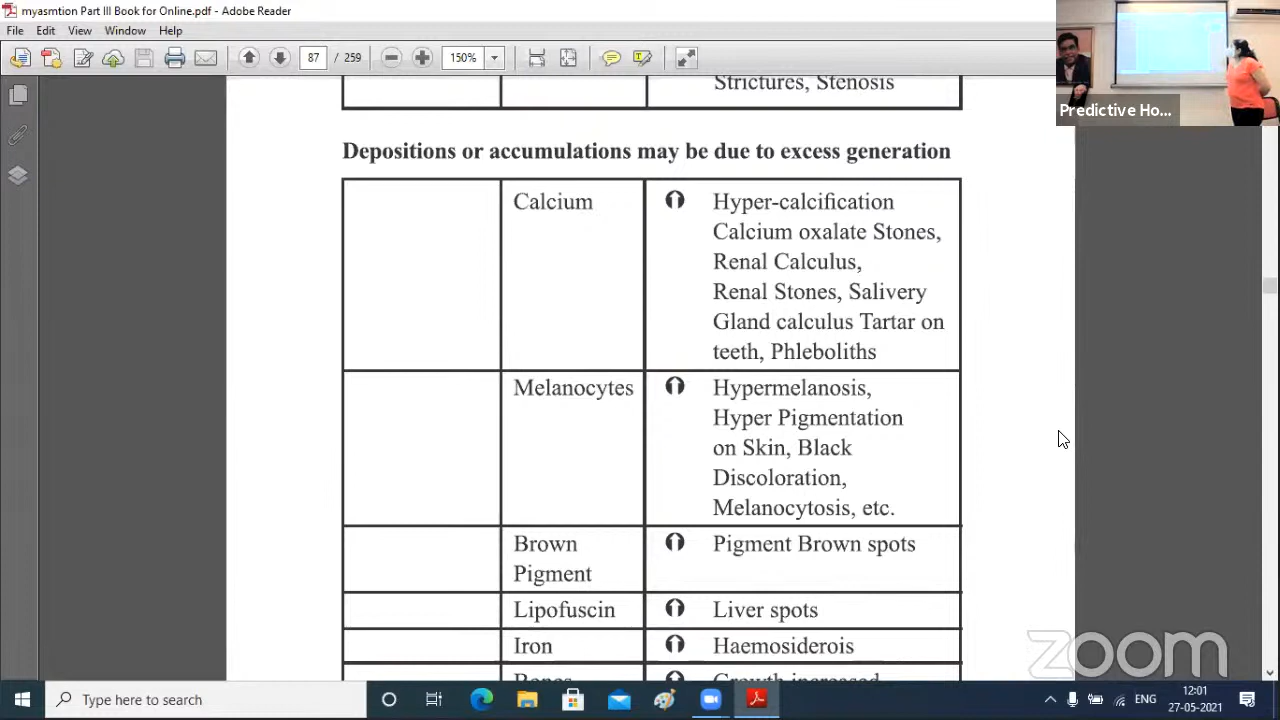 myasmtion Part III Book for Online.pdf - Adobe Reader
File Edit View Window Help
87 / 259
150%
Predictive Ho...
Strictures, Stenosis
Depositions or accumulations may be due to excess generation
Calcium
Hyper-calcification
Calcium oxalate Stones,
Renal Calculus,
Renal Stones, Salivery
Gland calculus Tartar on
teeth, Phleboliths
Melanocytes
Hypermelanosis,
Hyper Pigmentation
on Skin, Black
Discoloration,
Melanocytosis, etc.
Brown
Pigment
Pigment Brown spots
Lipofuscin
Liver spots
Iron
Haemosiderois
Bones
Growth increased
zoom
Type here to search
ENG
12:01
27-05-2021